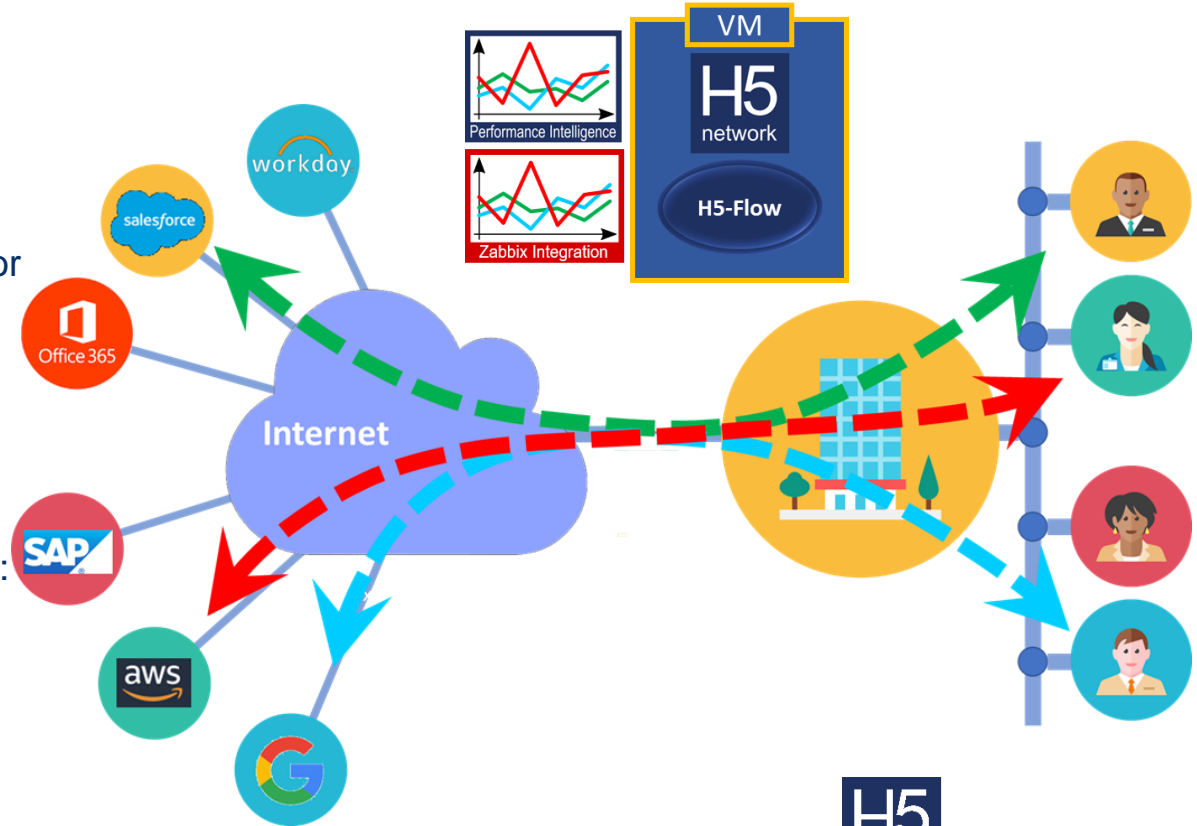 VM
H5
network
H5-Flow
Performance Intelligence
Zabbix Integration
workday
salesforce
or
Office 365
Internet
SAP
:
aws
G
H5